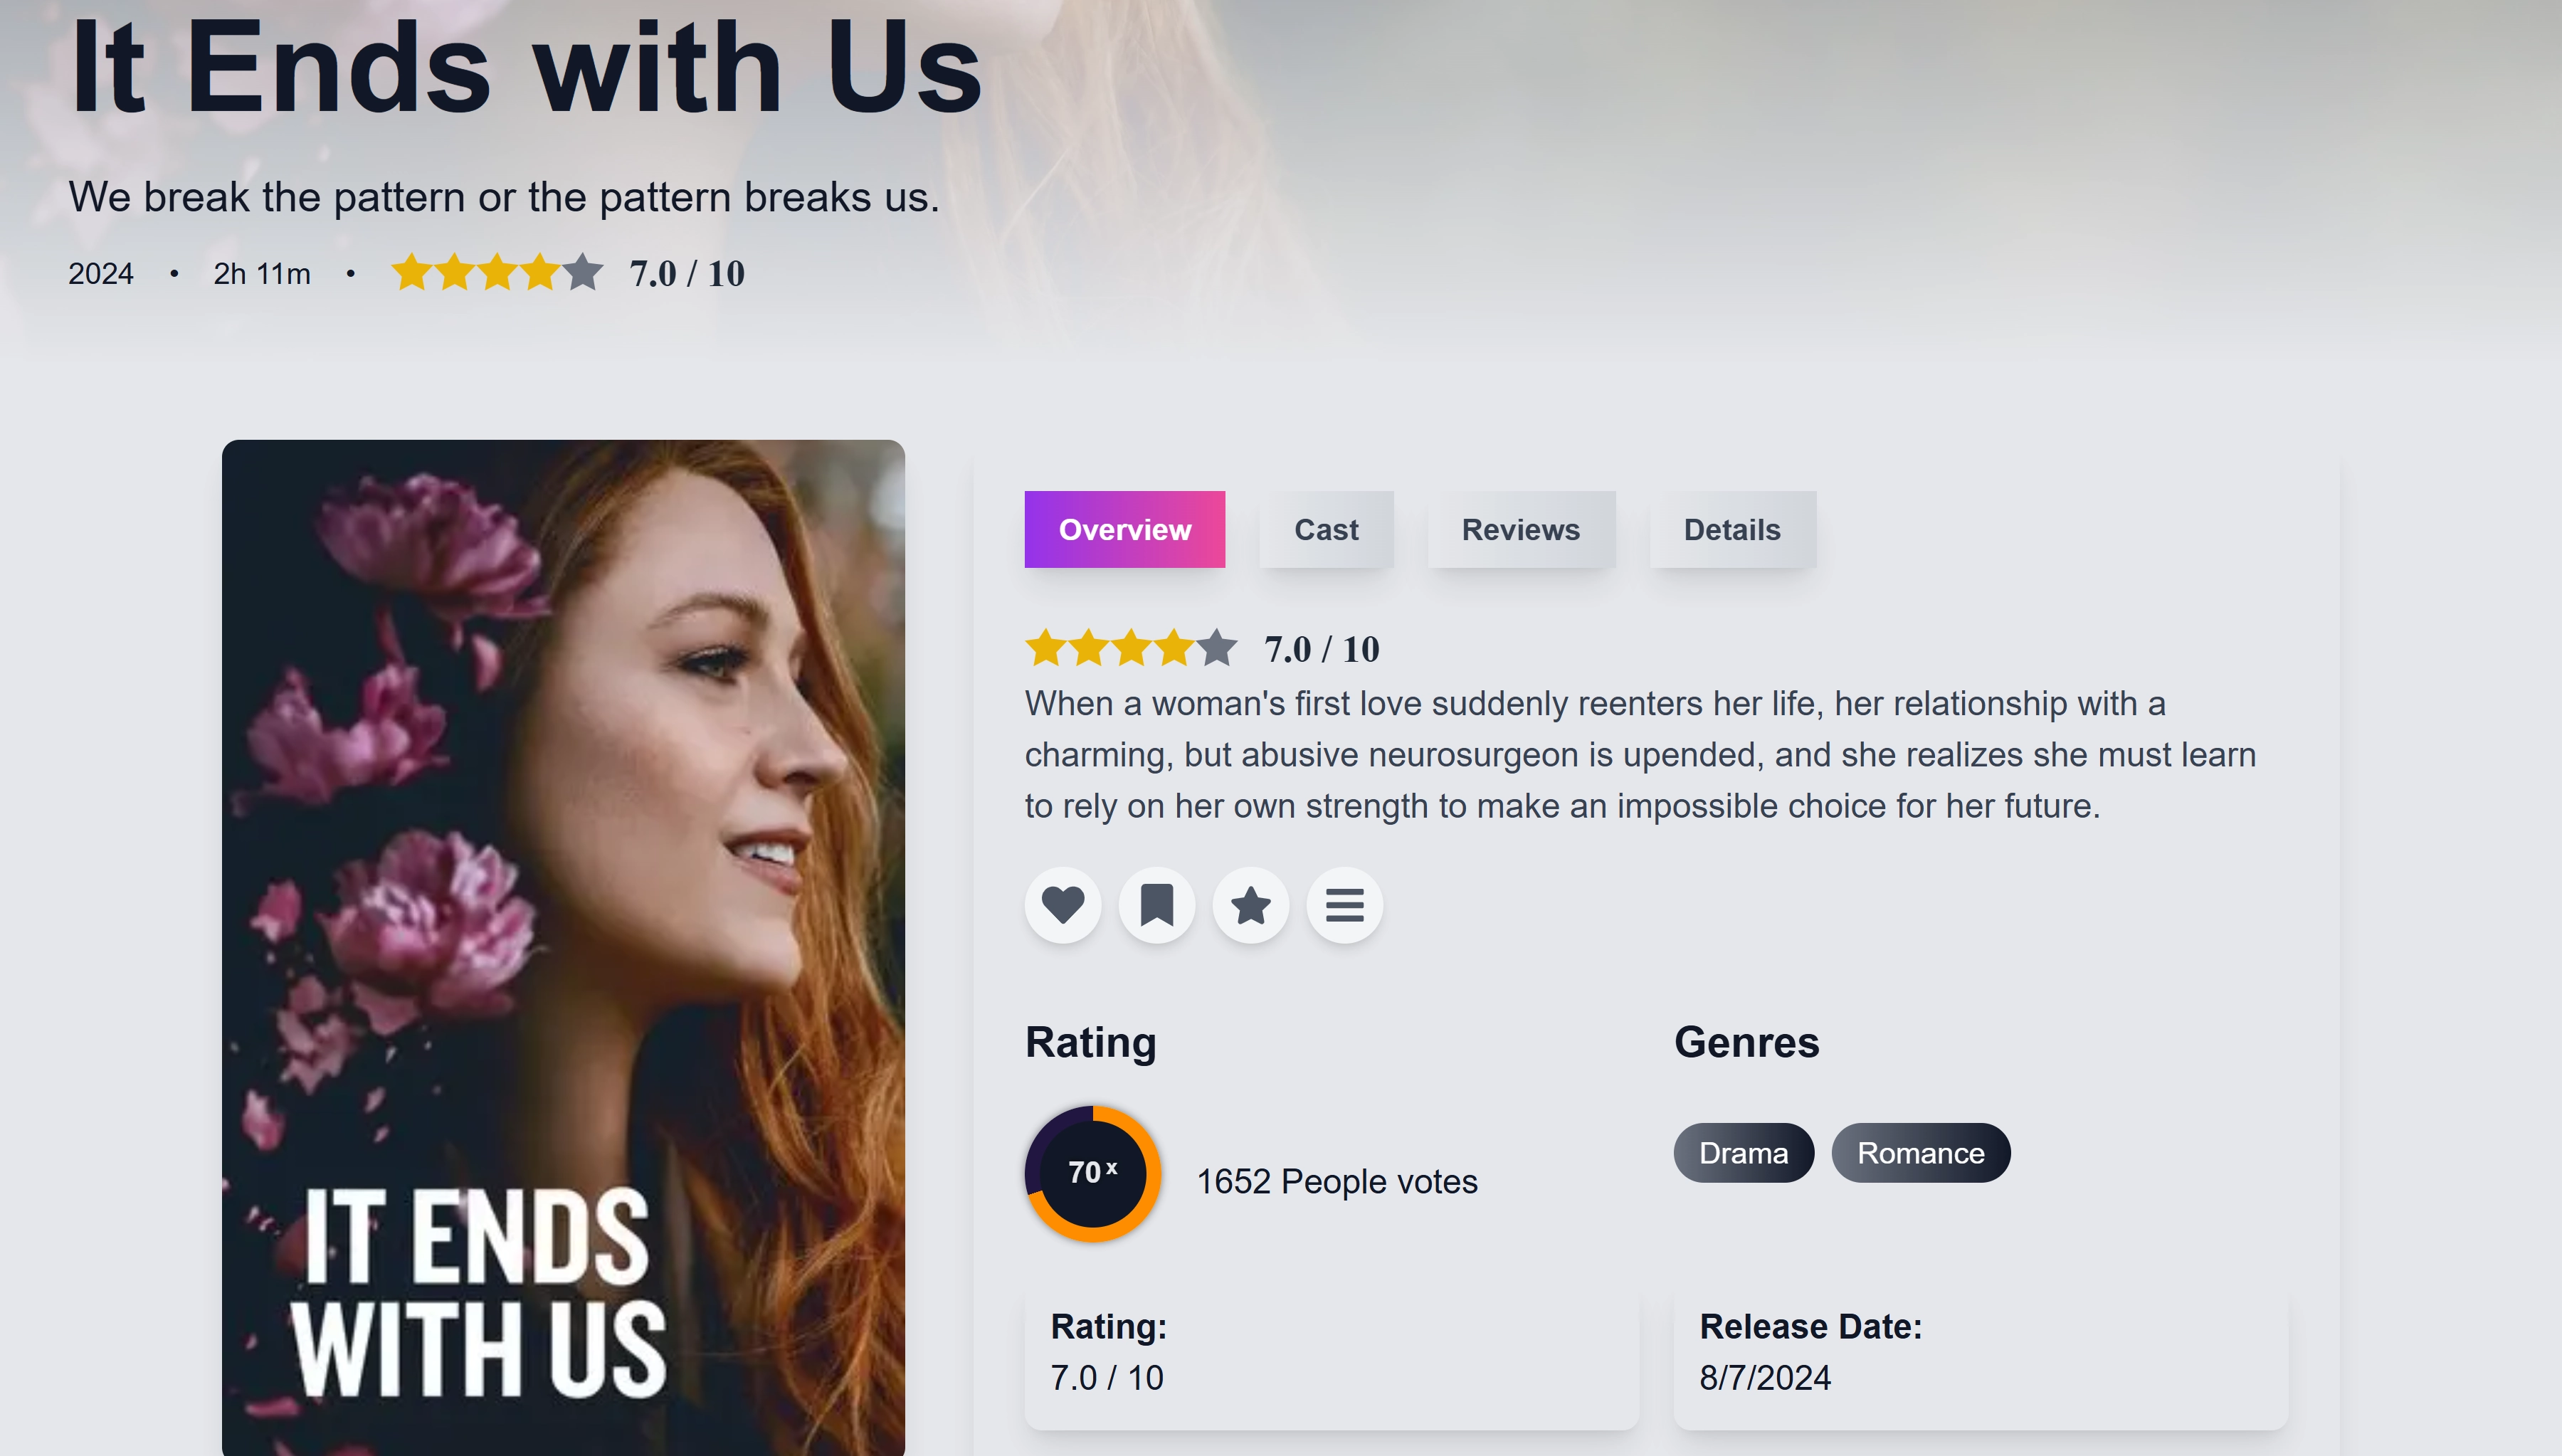 It Ends with Us
We break the pattern or the pattern breaks us.
2024 • 2h 11m • 7.0 / 10
IT ENDS
WITH US
Overview Cast Reviews Details
7.0 / 10
When a woman's first love suddenly reenters her life, her relationship with a
charming, but abusive neurosurgeon is upended, and she realizes she must learn
to rely on her own strength to make an impossible choice for her future.
Rating
70 x
1652 People votes
Genres
Drama Romance
Rating:
7.0 / 10
Release Date:
8/7/2024